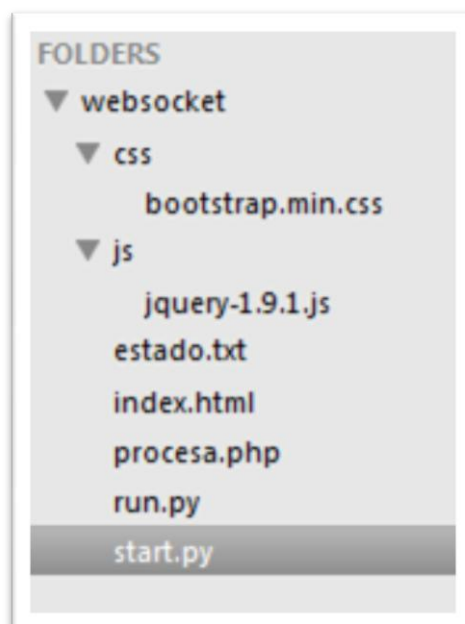 FOLDERS
websocket
css
bootstrap.min.css
js
jquery-1.9.1.js
estado.txt
index.html
procesa.php
run.py
start.py